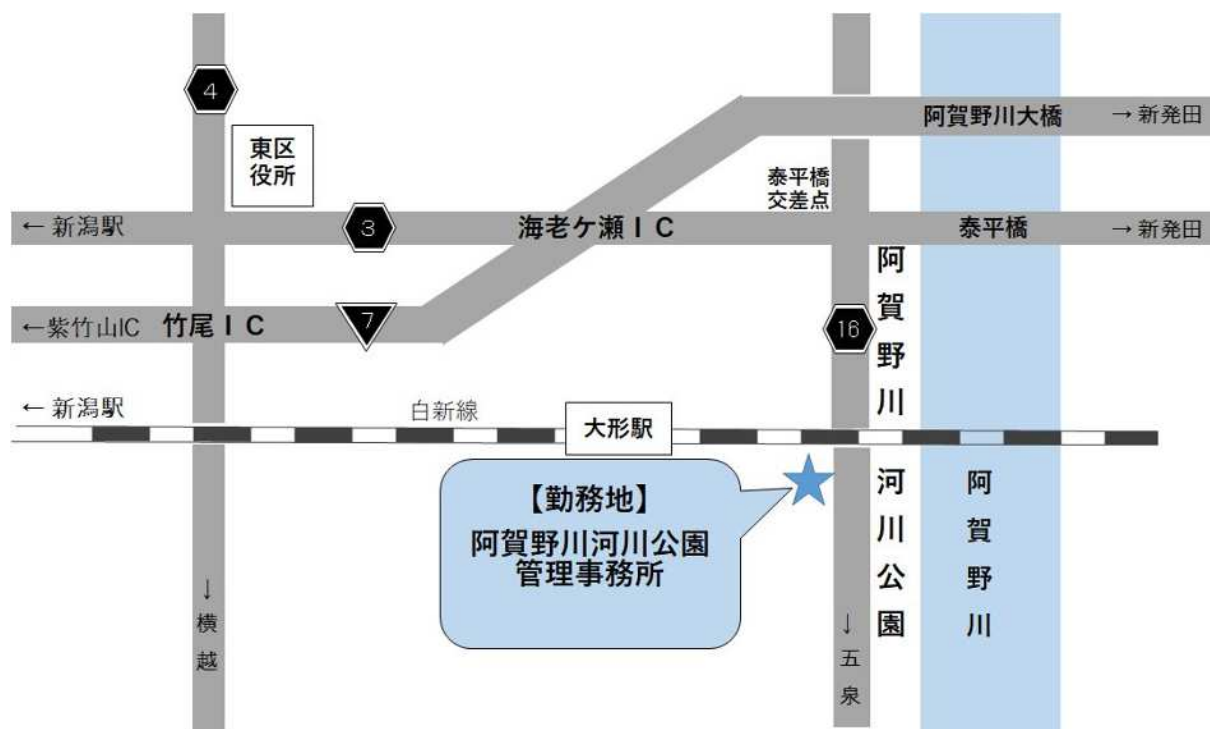 4
東区
役所
阿賀野川大橋
→ 新発田
泰平橋
交差点
← 新潟駅
3
海老ケ瀬IC
泰平橋
→ 新発田
←紫竹山IC
竹尾IC
7
16
阿賀野川
河川公園
← 新潟駅
白新線
大形駅
【勤務地】
阿賀野川河川公園
管理事務所
阿賀野川
↓横越
↓五泉